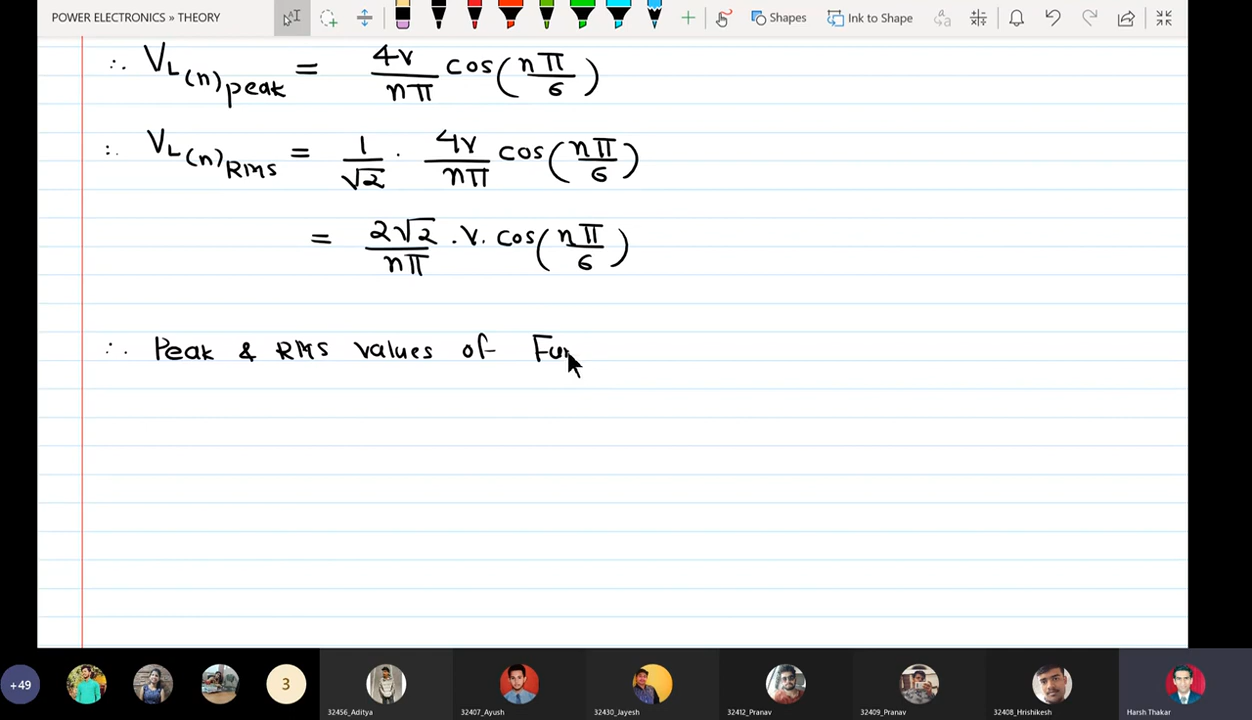 POWER ELECTRONICS » THEORY
Shapes
Ink to Shape
∴ V_L(n)peak = 4V/nπ cos(nπ/6)
∴ V_L(n)RMS = 1/√2 · 4V/nπ cos(nπ/6)
= 2√2/nπ · V · cos(nπ/6)
∴ Peak & RMS values of Fun
+49
3
32456_Aditya
32407_Ayush
32430_Jayesh
32412_Pranav
32409_Pranav
32408_Hrishikesh
Harsh Thakar